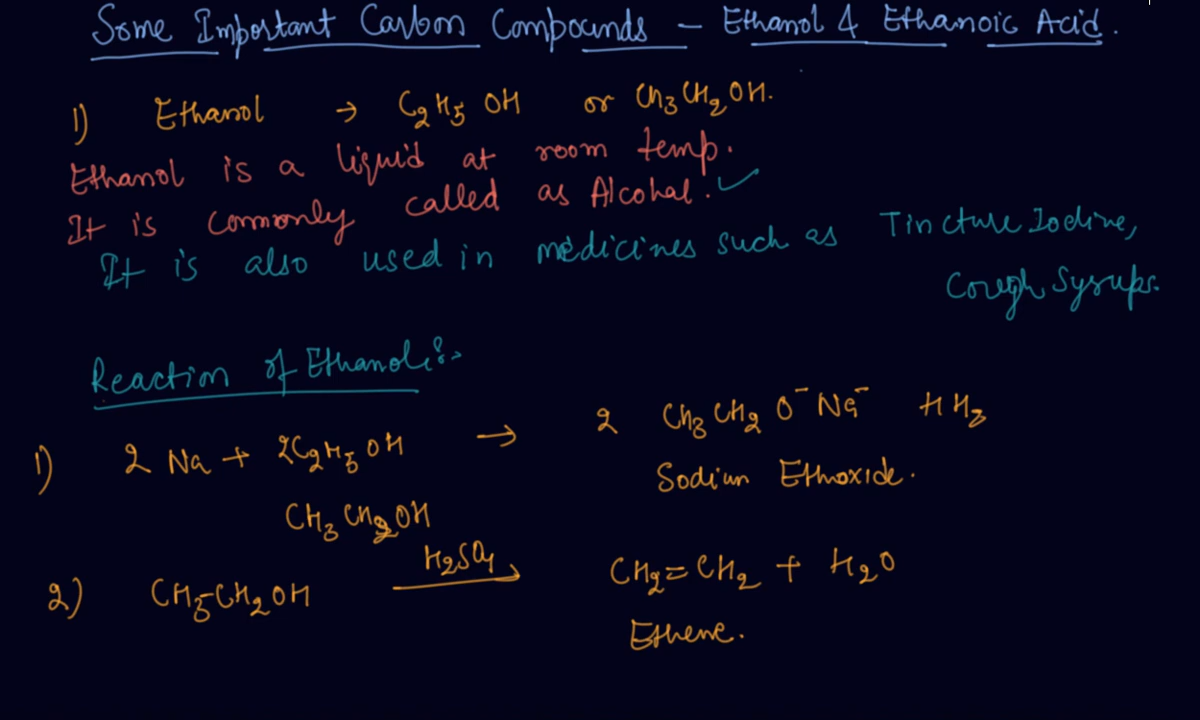 Some Important Carbon Compounds – Ethanol & Ethanoic Acid.
1) Ethanol → C₂H₅OH or CH₃CH₂OH.
Ethanol is a liquid at room temp.
It is commonly called as Alcohal. ✓
It is also used in medicines such as Tincture Iodine,
Cough Syrups.
Reaction of Ethanol :-
1) 2 Na + 2C₂H₅OH → 2 CH₃CH₂O⁻Na⁻ + H₂
Sodium Ethoxide.
CH₃CH₂OH
2) CH₃-CH₂OH H₂SO₄→ CH₂=CH₂ + H₂O
Ethene.